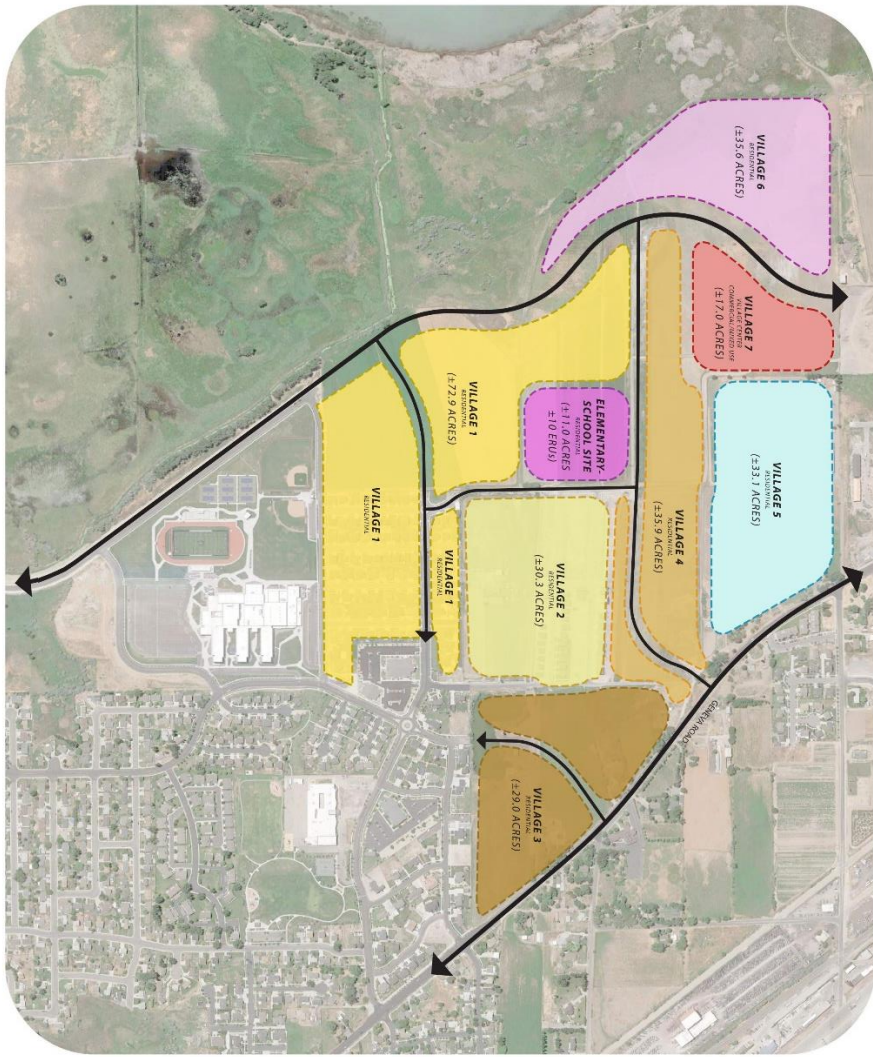 VILLAGE 6
RESIDENTIAL
(±35.6 ACRES)
VILLAGE 7
VILLAGE CENTER
COMMERCIAL/MIXED USE
(±17.0 ACRES)
VILLAGE 5
RESIDENTIAL
(±33.1 ACRES)
VILLAGE 1
RESIDENTIAL
(±72.9 ACRES)
ELEMENTARY-
SCHOOL SITE
RESIDENTIAL
(±11.0 ACRES
±10 ERUs)
VILLAGE 4
RESIDENTIAL
(±35.9 ACRES)
VILLAGE 1
RESIDENTIAL
VILLAGE 1
RESIDENTIAL
VILLAGE 2
RESIDENTIAL
(±30.3 ACRES)
GENEVA ROAD
VILLAGE 3
RESIDENTIAL
(±29.0 ACRES)